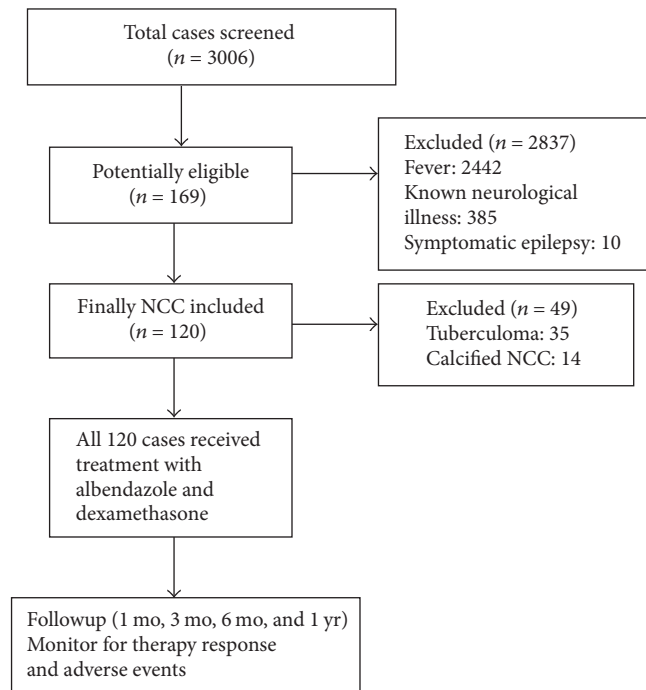 Total cases screened
(n = 3006)
Potentially eligible
(n = 169)
Excluded (n = 2837)
Fever: 2442
Known neurological
illness: 385
Symptomatic epilepsy: 10
Finally NCC included
(n = 120)
Excluded (n = 49)
Tuberculoma: 35
Calcified NCC: 14
All 120 cases received
treatment with
albendazole and
dexamethasone
Followup (1 mo, 3 mo, 6 mo, and 1 yr)
Monitor for therapy response
and adverse events